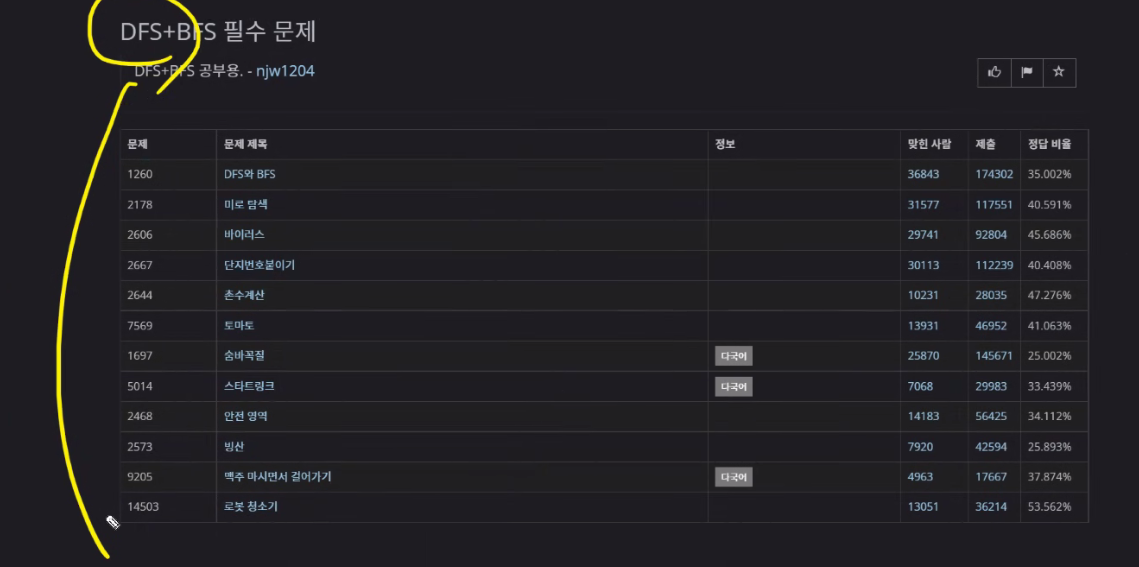 DFS+BFS 필수 문제
DFS+BFS 공부용. - njw1204
문제 문제 제목 정보 맞힌 사람 제출 정답 비율
1260 DFS와 BFS 36843 174302 35.002%
2178 미로 탐색 31577 117551 40.591%
2606 바이러스 29741 92804 45.686%
2667 단지번호붙이기 30113 112239 40.408%
2644 촌수계산 10231 28035 47.276%
7569 토마토 13931 46952 41.063%
1697 숨바꼭질 다국어 25870 145671 25.002%
5014 스타트링크 다국어 7068 29983 33.439%
2468 안전 영역 14183 56425 34.112%
2573 빙산 7920 42594 25.893%
9205 맥주 마시면서 걸어가기 다국어 4963 17667 37.874%
14503 로봇 청소기 13051 36214 53.562%